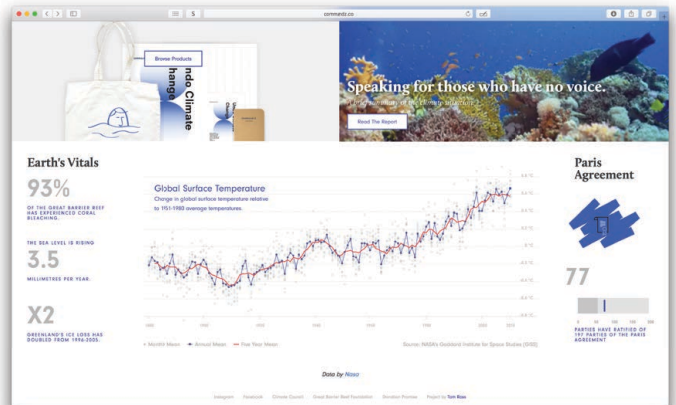 commedz.co
Browse Products
ndo Climate
hange
Speaking for those who have no voice.
Read The Report
Earth's Vitals
93%
OF THE GREAT BARRIER REEF
HAS EXPERIENCED CORAL
BLEACHING.
THE SEA LEVEL IS RISING
3.5
MILLIMETRES PER YEAR.
X2
GREENLAND'S ICE LOSS HAS
DOUBLED FROM 1996-2005.
Global Surface Temperature
Change in global surface temperature relative
to 1951-1980 average temperatures.
Monthly Mean
Annual Mean
Five Year Mean
Source: NASA's Goddard Institute for Space Studies (GISS)
Paris
Agreement
77
PARTIES HAVE RATIFIED OF
197 PARTIES OF THE PARIS
AGREEMENT
Data by Nasa
Instagram Facebook Climate Council Great Barrier Reef Foundation Project by Tom Blaze